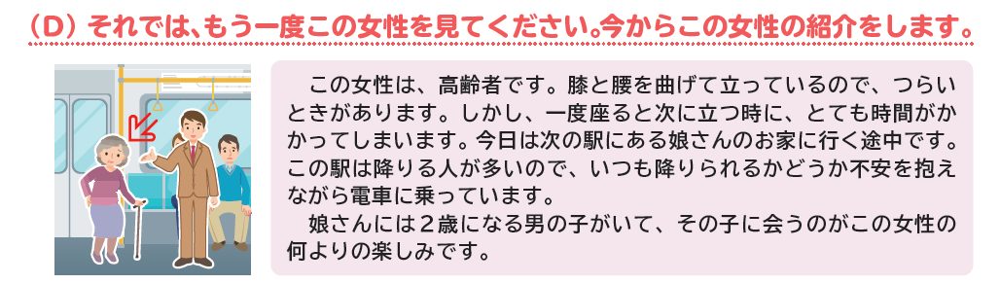 （Ｄ）それでは、もう一度この女性を見てください。今からこの女性の紹介をします。
　この女性は、高齢者です。膝と腰を曲げて立っているので、つらい
ときがあります。しかし、一度座ると次に立つ時に、とても時間がか
かってしまいます。今日は次の駅にある娘さんのお家に行く途中です。
この駅は降りる人が多いので、いつも降りられるかどうか不安を抱え
ながら電車に乗っています。
　娘さんには２歳になる男の子がいて、その子に会うのがこの女性の
何よりの楽しみです。